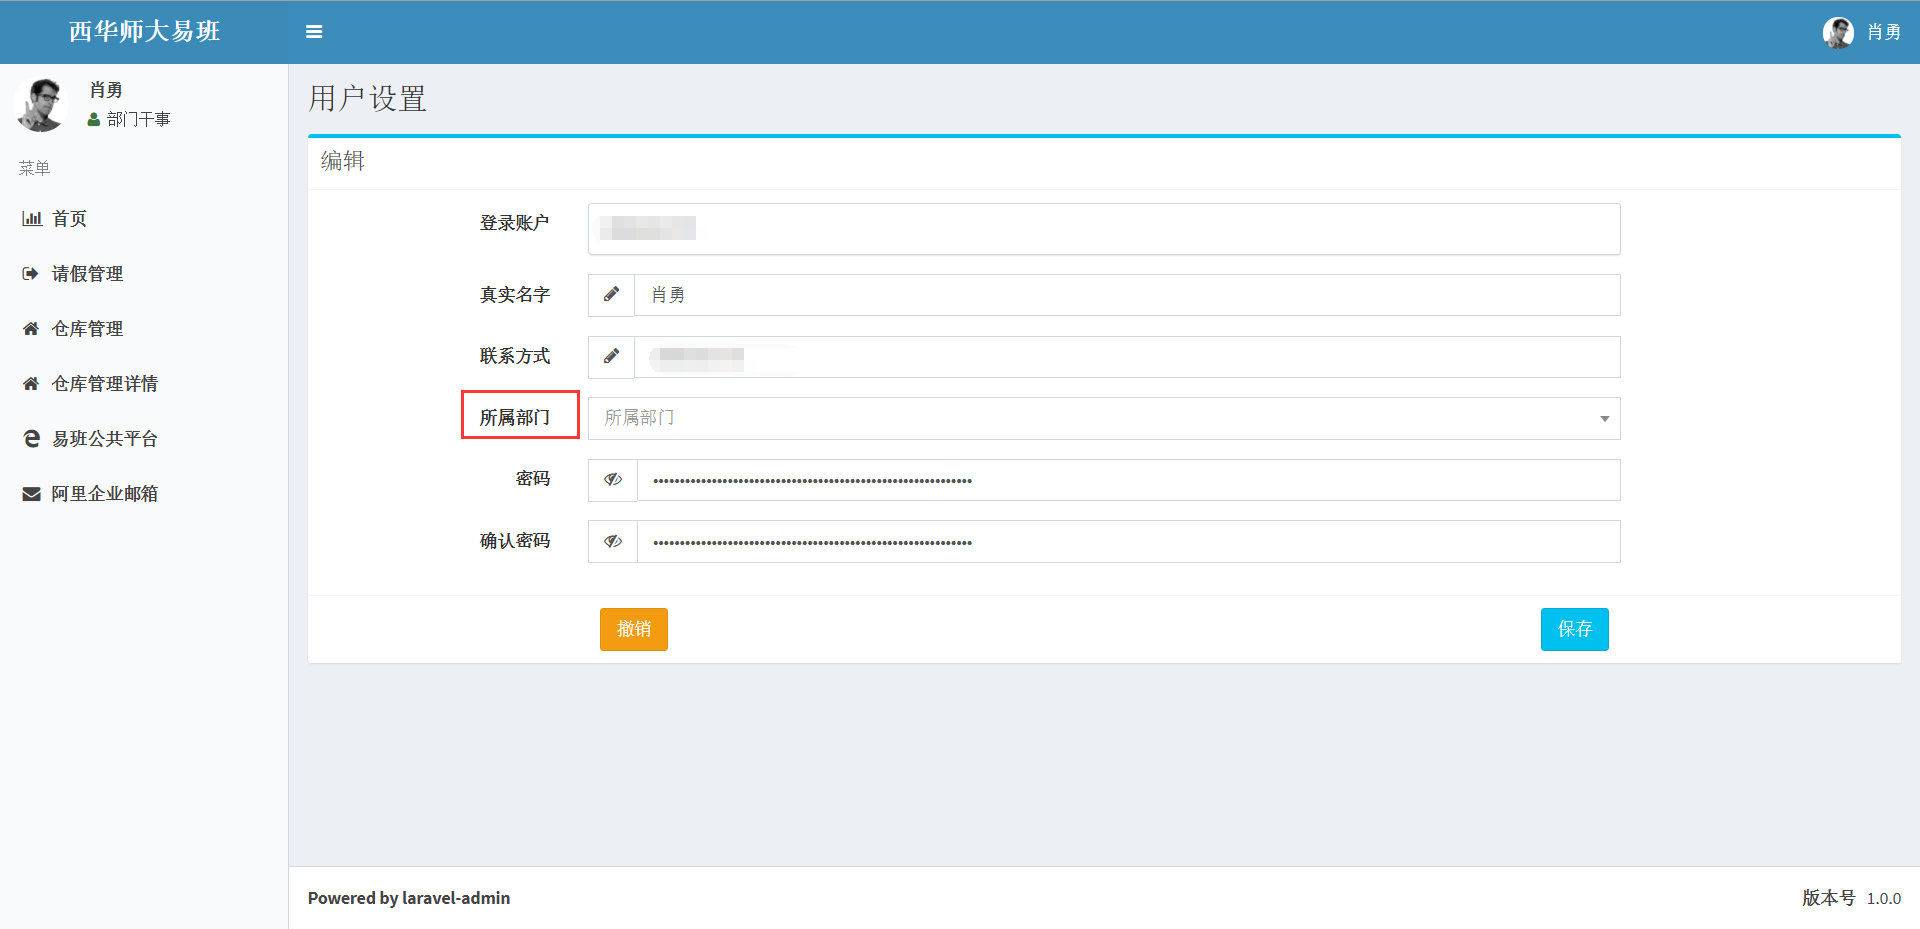 西华师大易班
肖勇
肖勇
部门干事
菜单
首页
请假管理
仓库管理
仓库管理详情
易班公共平台
阿里企业邮箱
用户设置
编辑
登录账户
真实名字
肖勇
联系方式
所属部门
所属部门
密码
确认密码
撤销
保存
Powered by laravel-admin
版本号 1.0.0